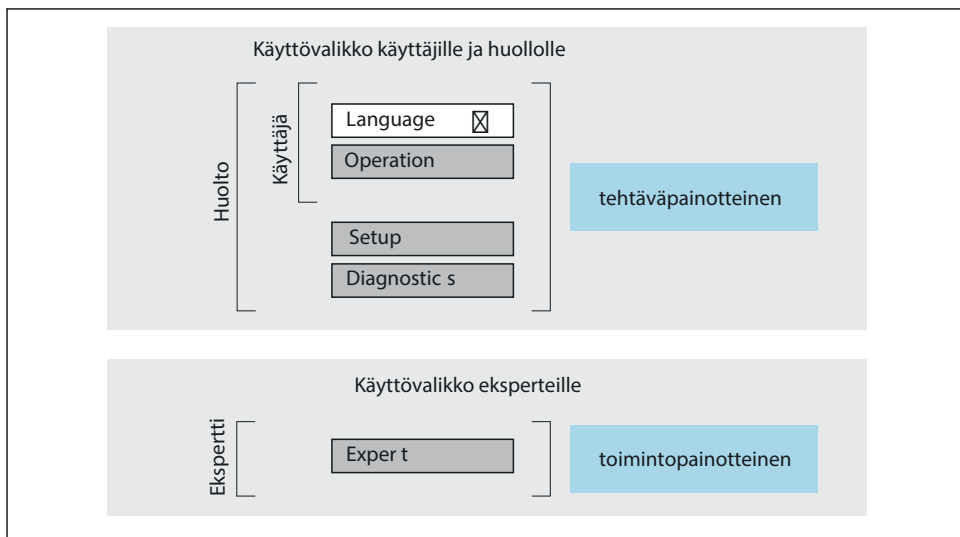 Käyttövalikko käyttäjille ja huollolle
Huolto
Käyttäjä
Language
Operation
Setup
Diagnostic s
tehtäväpainotteinen
Käyttövalikko eksperteille
Ekspertti
Exper t
toimintopainotteinen